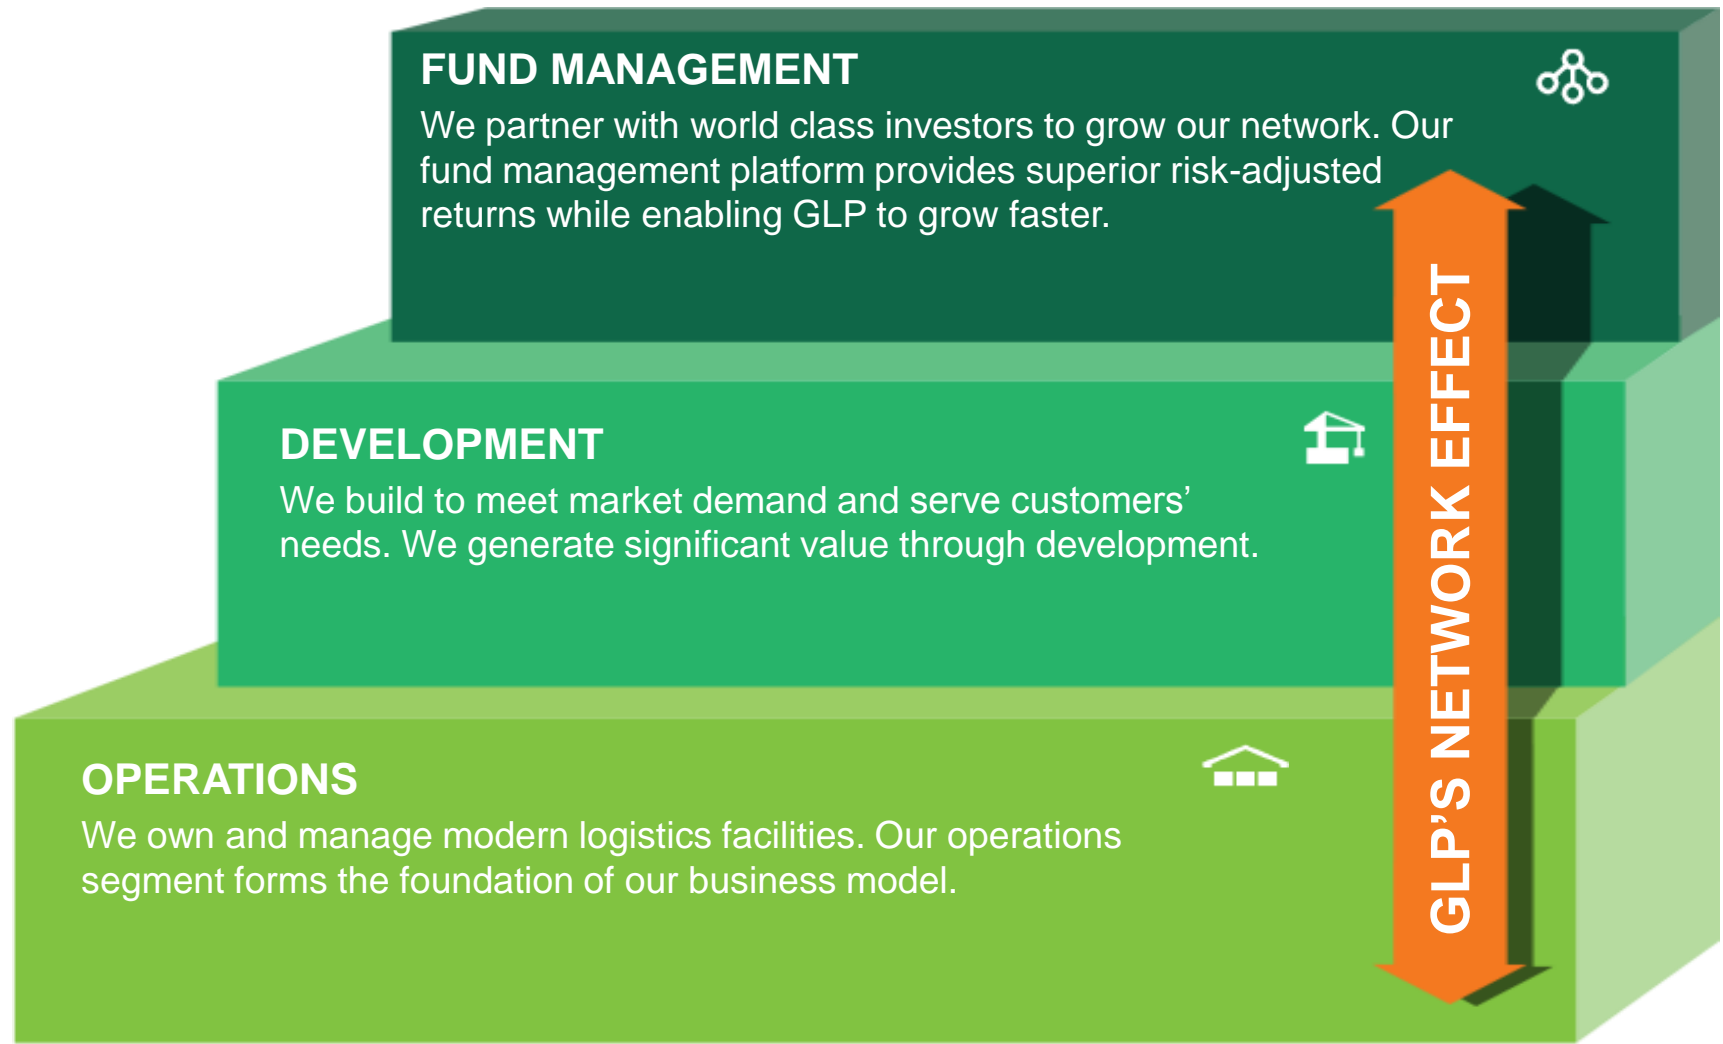 FUND MANAGEMENT
We partner with world class investors to grow our network. Our
fund management platform provides superior risk-adjusted
returns while enabling GLP to grow faster.
DEVELOPMENT
We build to meet market demand and serve customers’
needs. We generate significant value through development.
OPERATIONS
We own and manage modern logistics facilities. Our operations
segment forms the foundation of our business model.
GLP’S NETWORK EFFECT